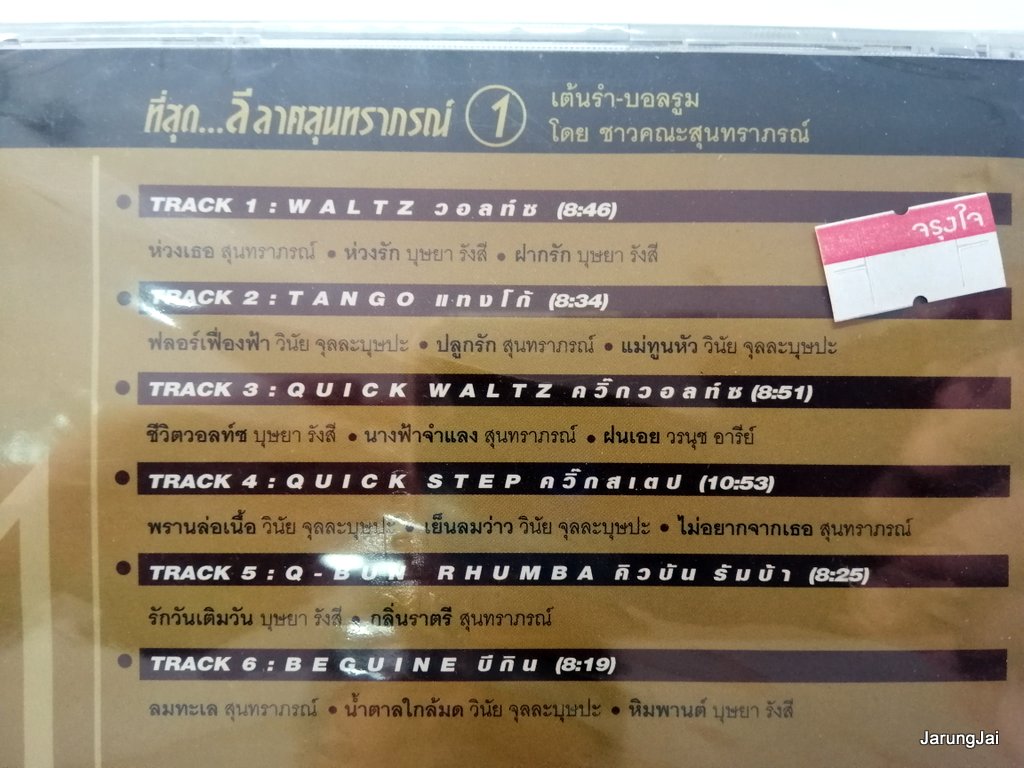 ที่สุด...ลีลาศสุนทราภรณ์ 1
เต้นรำ-บอลรูม
โดย ชาวคณะสุนทราภรณ์
จรุงใจ
TRACK 1 : WALTZ วอลท์ซ (8:46)
ห่วงเธอ สุนทราภรณ์ • ห่วงรัก บุษยา รังสี • ฝากรัก บุษยา รังสี
TRACK 2 : TANGO แทงโก้ (8:34)
ฟลอร์เฟื่องฟ้า วินัย จุลละบุษปะ • ปลูกรัก สุนทราภรณ์ • แม่ทูนหัว วินัย จุลละบุษปะ
TRACK 3 : QUICK WALTZ ควิ๊กวอลท์ซ (8:51)
ชีวิตวอลท์ซ บุษยา รังสี • นางฟ้าจำแลง สุนทราภรณ์ • ฝนเอย วรนุช อารีย์
TRACK 4 : QUICK STEP ควิ๊กสเตป (10:53)
พรานล่อเนื้อ วินัย จุลละบุษปะ • เย็นลมว่าว วินัย จุลละบุษปะ • ไม่อยากจากเธอ สุนทราภรณ์
TRACK 5 : Q - BUN RHUMBA คิวบัน รัมบ้า (8:25)
รักวันเติมวัน บุษยา รังสี • กลิ่นราตรี สุนทราภรณ์
TRACK 6 : BEGUINE บีกิน (8:19)
ลมทะเล สุนทราภรณ์ • น้ำตาลใกล้มด วินัย จุลละบุษปะ • หิมพานต์ บุษยา รังสี
JarungJai